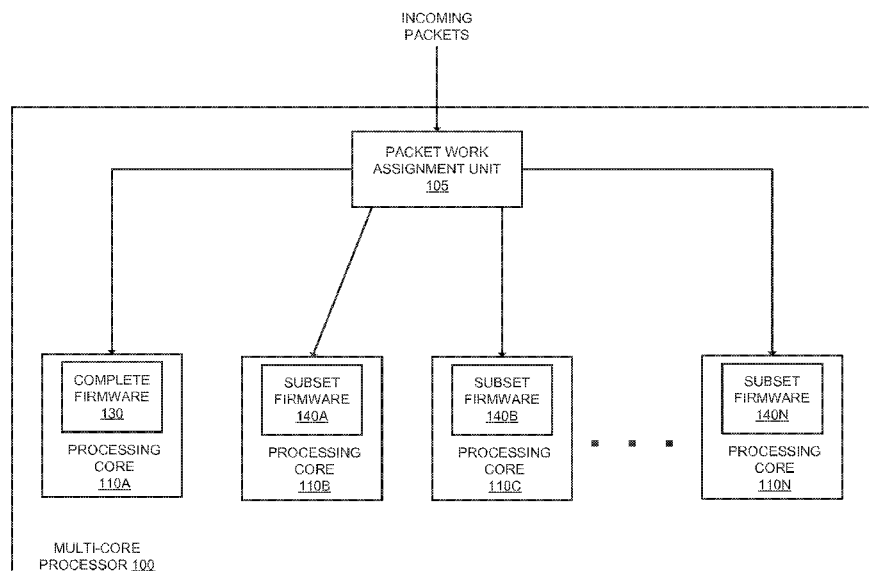 INCOMING
PACKETS
PACKET WORK
ASSIGNMENT UNIT
105
COMPLETE
FIRMWARE
130
PROCESSING
CORE
110A
SUBSET
FIRMWARE
140A
PROCESSING
CORE
110B
SUBSET
FIRMWARE
140B
PROCESSING
CORE
110C
SUBSET
FIRMWARE
140N
PROCESSING
CORE
110N
MULTI-CORE
PROCESSOR 100